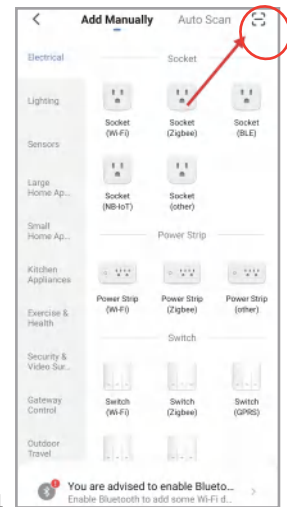 Add Manually Auto Scan
Electrical
Lighting
Sensors
Large
Home Ap...
Small
Home Ap...
Kitchen
Appliances
Exercise &
Health
Security &
Video Sur...
Gateway
Control
Outdoor
Travel
Socket
Socket
(Wi-Fi)
Socket
(Zigbee)
Socket
(BLE)
Socket
(NB-IoT)
Socket
(other)
Power Strip
Power Strip
(Wi-Fi)
Power Strip
(Zigbee)
Power Strip
(other)
Switch
Switch
(Wi-Fi)
Switch
(Zigbee)
Switch
(GPRS)
You are advised to enable Blueto...
Enable Bluetooth to add some Wi-Fi d...